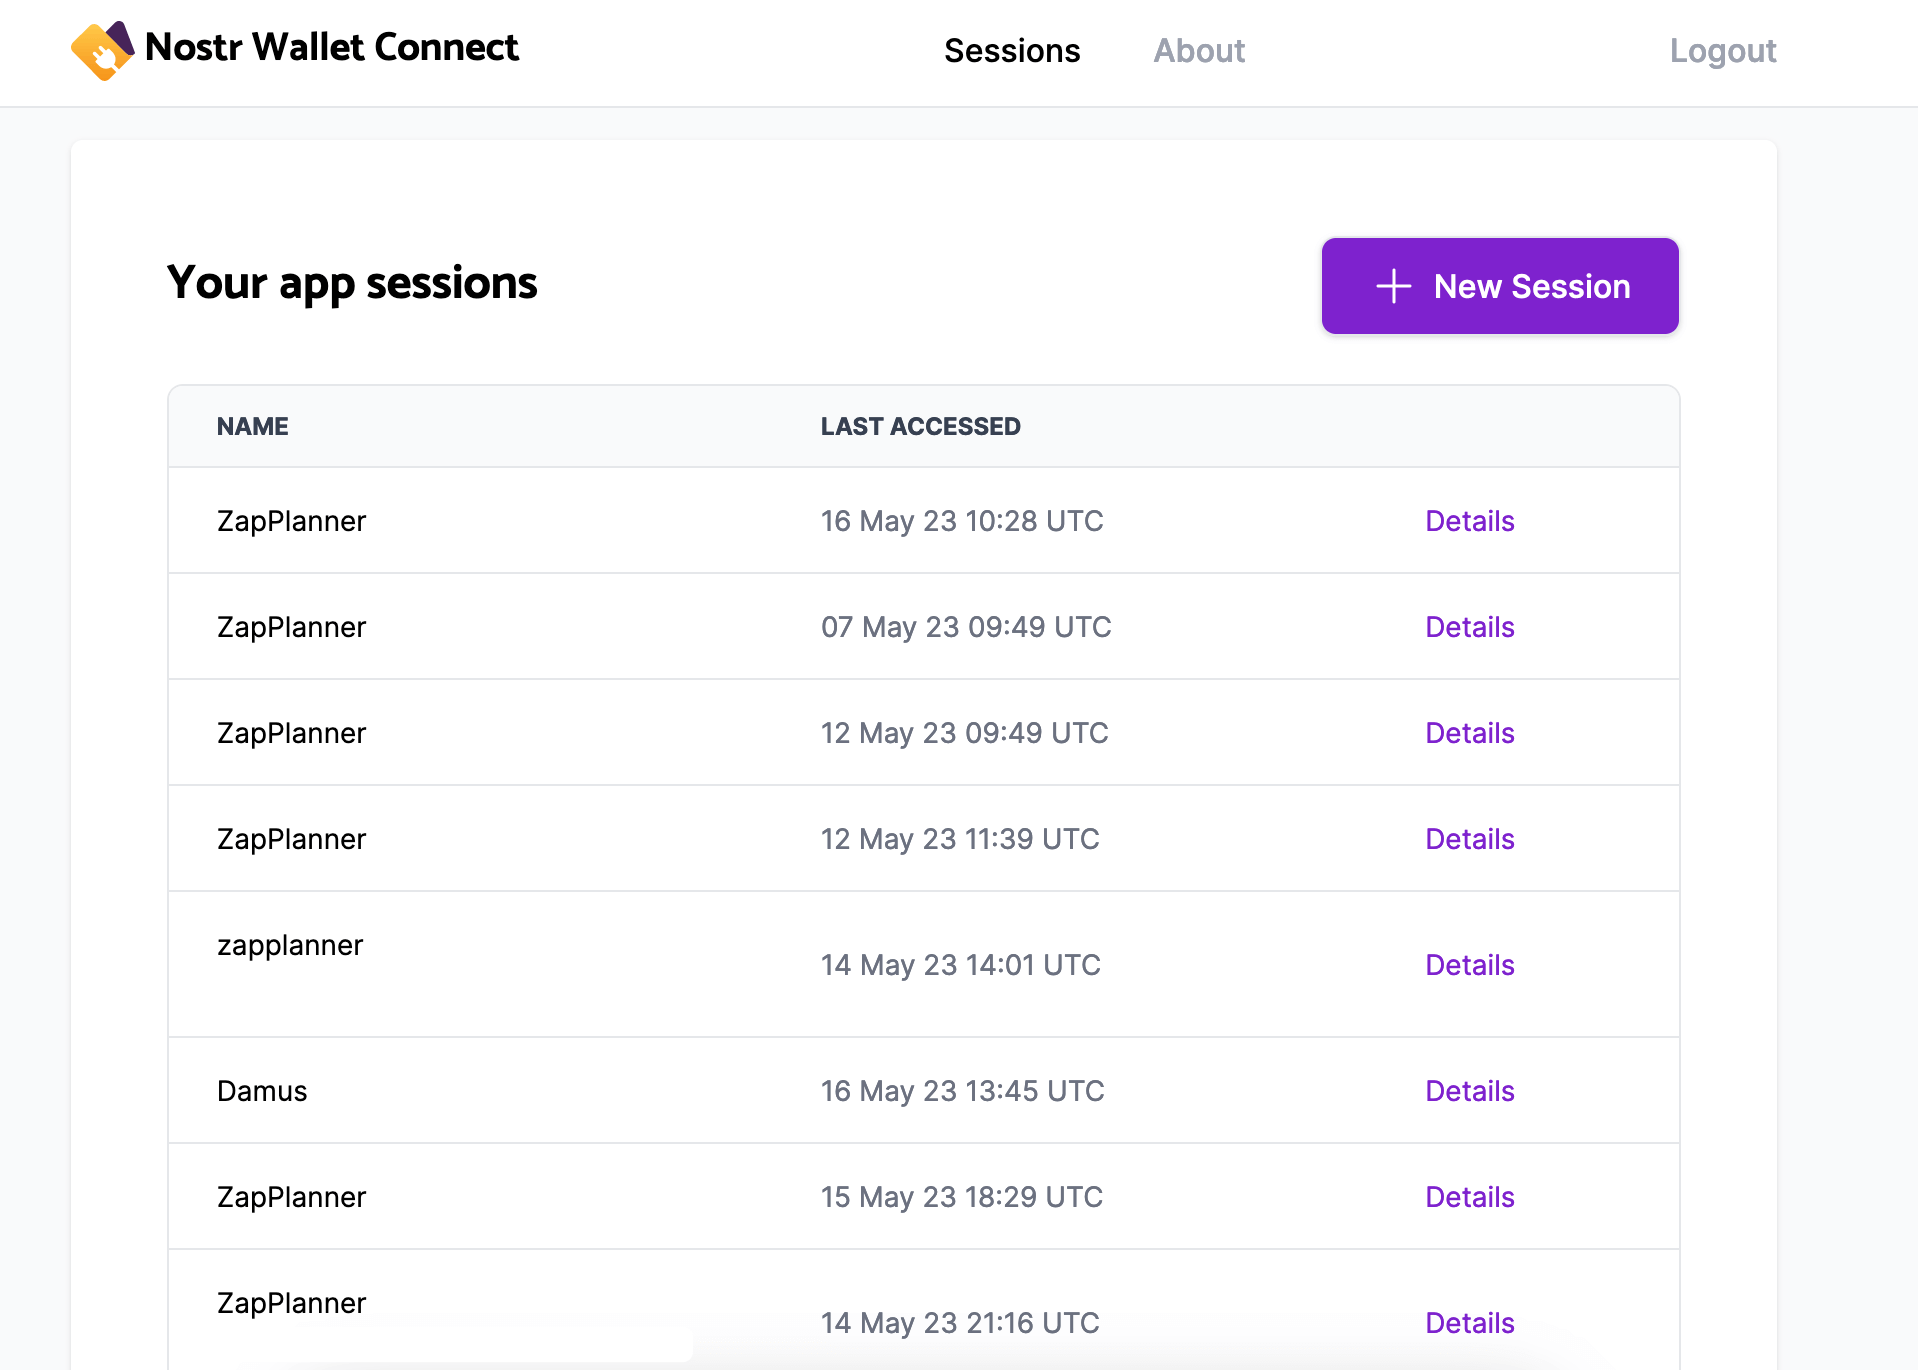 Nostr Wallet Connect Sessions About Logout
Your app sessions
New Session
NAME LAST ACCESSED
ZapPlanner 16 May 23 10:28 UTC Details
ZapPlanner 07 May 23 09:49 UTC Details
ZapPlanner 12 May 23 09:49 UTC Details
ZapPlanner 12 May 23 11:39 UTC Details
zapplanner 14 May 23 14:01 UTC Details
Damus 16 May 23 13:45 UTC Details
ZapPlanner 15 May 23 18:29 UTC Details
ZapPlanner 14 May 23 21:16 UTC Details